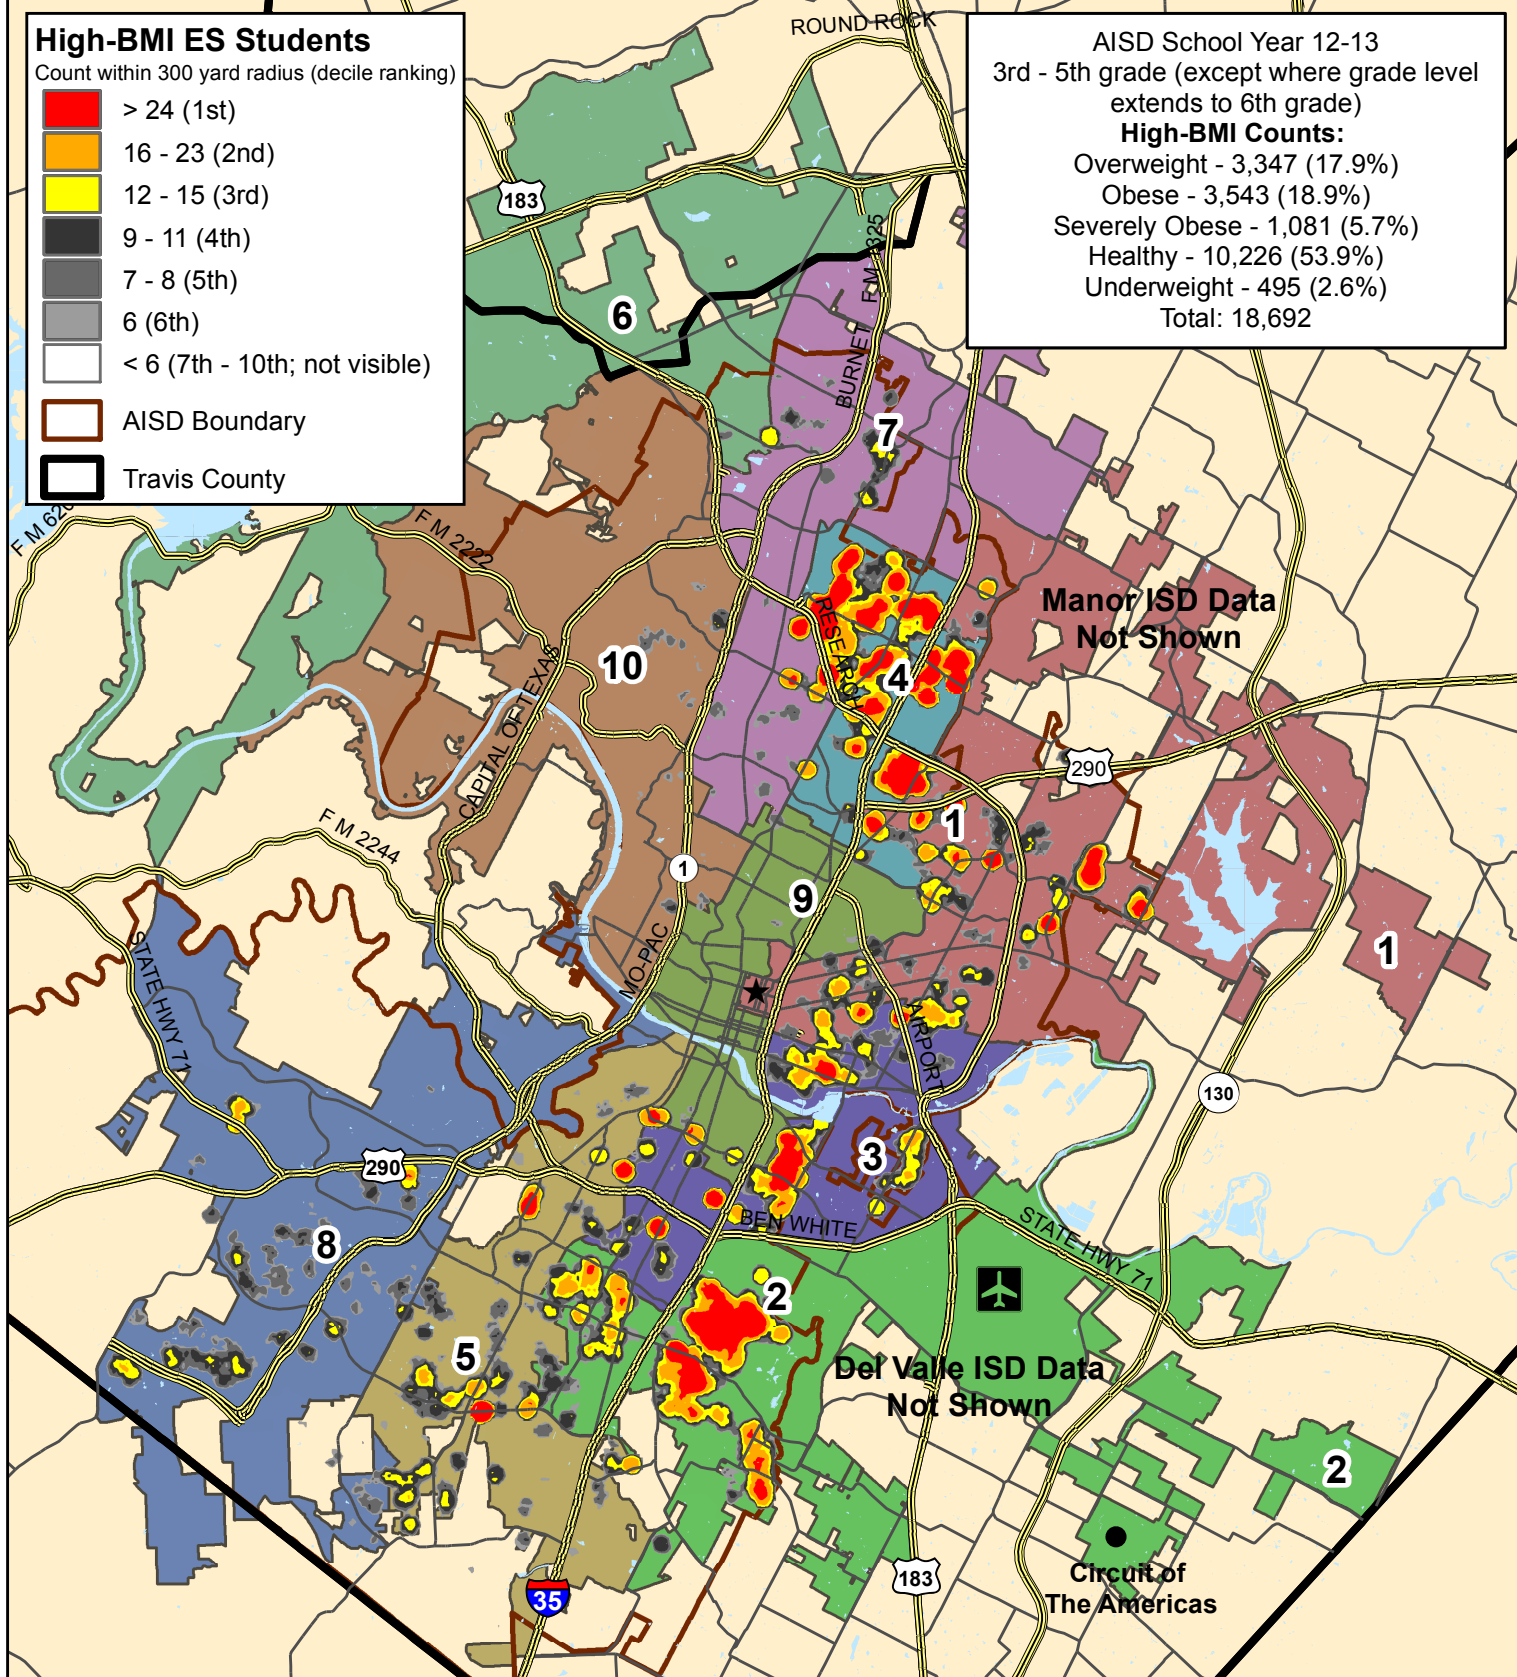 High-BMI ES Students
Count within 300 yard radius (decile ranking)
> 24 (1st)
16 - 23 (2nd)
12 - 15 (3rd)
9 - 11 (4th)
7 - 8 (5th)
6 (6th)
< 6 (7th - 10th; not visible)
AISD Boundary
Travis County
AISD School Year 12-13
3rd - 5th grade (except where grade level
extends to 6th grade)
High-BMI Counts:
Overweight - 3,347 (17.9%)
Obese - 3,543 (18.9%)
Severely Obese - 1,081 (5.7%)
Healthy - 10,226 (53.9%)
Underweight - 495 (2.6%)
Total: 18,692
ROUND ROCK
183
F M 1325
6
BURNET
7
F M 620
F M 2222
Manor ISD Data
Not Shown
RESEARCH
10
4
CAPITAL OF TEXAS
290
F M 2244
1
1
9
1
STATE HWY 71
MO-PAC
AIRPORT
130
290
3
BEN WHITE
STATE HWY 71
8
2
5
Del Valle ISD Data
Not Shown
2
183
35
Circuit of
The Americas